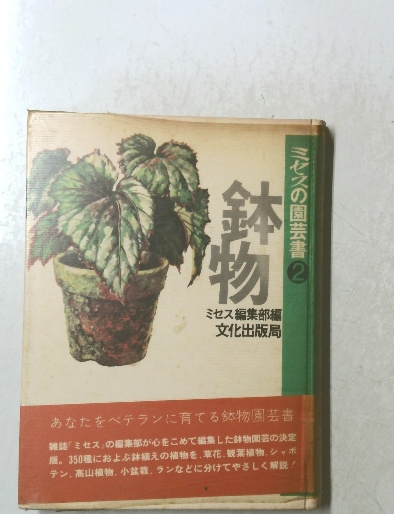 ミセスの園芸書2
鉢物
ミセス編集部編
文化出版局
あなたをベテランに育てる鉢物園芸書
雑誌「ミセス」の編集部が心をこめて編集した鉢物園芸の決定
版。350種におよぶ鉢植えの植物を、草花、観葉植物、シャボ
テン、高山植物、小盆栽、ランなどに分けてやさしく解説!